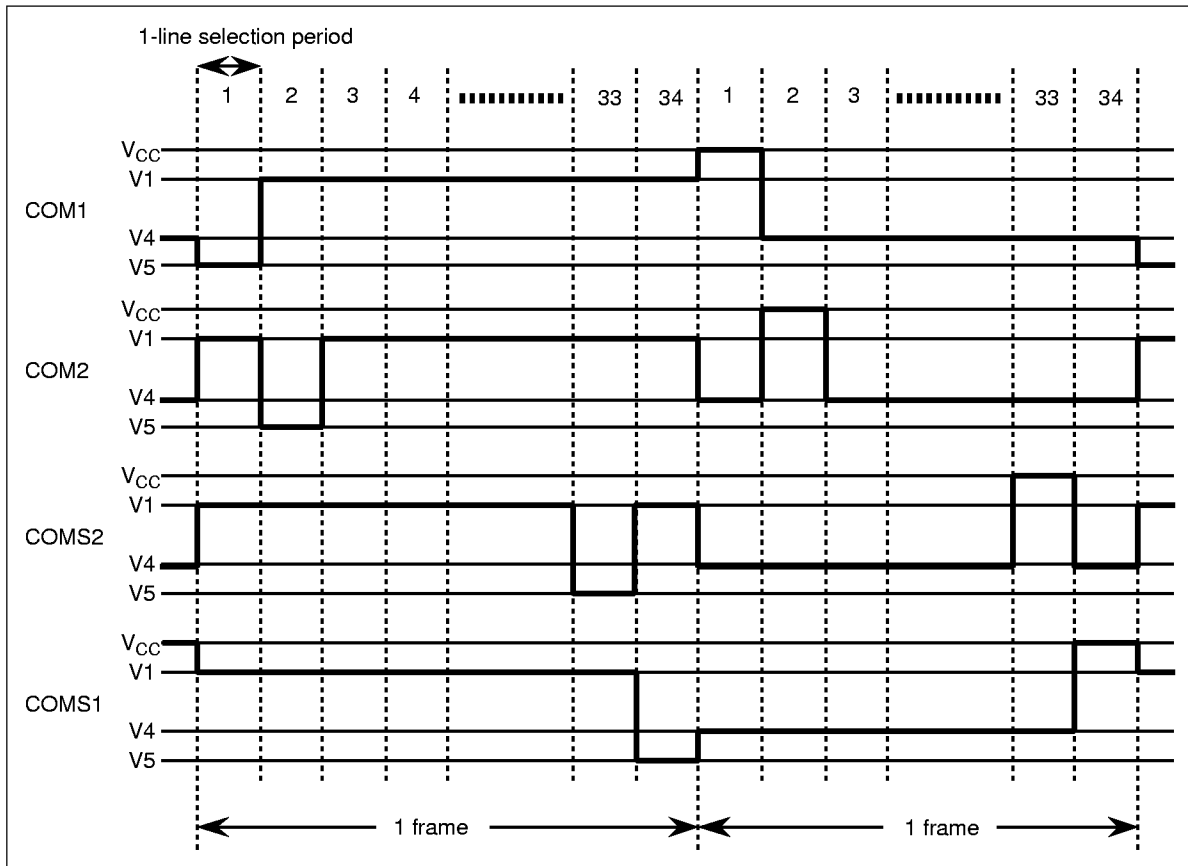 1-line selection period
1 2 3 4 33 34 1 2 3 33 34
VCC
V1
COM1
V4
V5
VCC
V1
COM2
V4
V5
VCC
V1
COMS2
V4
V5
VCC
V1
COMS1
V4
V5
1 frame 1 frame